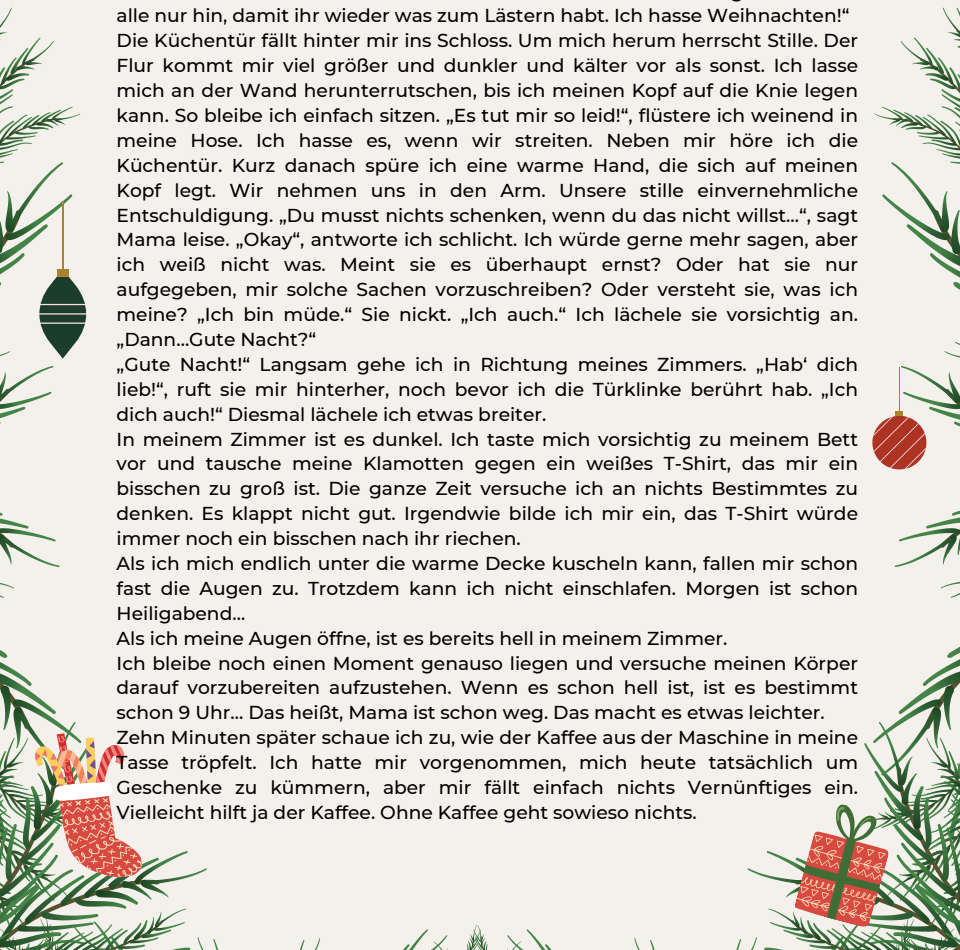 alle nur hin, damit ihr wieder was zum Lästern habt. Ich hasse Weihnachten!“
Die Küchentür fällt hinter mir ins Schloss. Um mich herum herrscht Stille. Der
Flur kommt mir viel größer und dunkler und kälter vor als sonst. Ich lasse
mich an der Wand herunterrutschen, bis ich meinen Kopf auf die Knie legen
kann. So bleibe ich einfach sitzen. „Es tut mir so leid!“, flüstere ich weinend in
meine Hose. Ich hasse es, wenn wir streiten. Neben mir höre ich die
Küchentür. Kurz danach spüre ich eine warme Hand, die sich auf meinen
Kopf legt. Wir nehmen uns in den Arm. Unsere stille einvernehmliche
Entschuldigung. „Du musst nichts schenken, wenn du das nicht willst...“, sagt
Mama leise. „Okay“, antworte ich schlicht. Ich würde gerne mehr sagen, aber
ich weiß nicht was. Meint sie es überhaupt ernst? Oder hat sie nur
aufgegeben, mir solche Sachen vorzuschreiben? Oder versteht sie, was ich
meine? „Ich bin müde.“ Sie nickt. „Ich auch.“ Ich lächele sie vorsichtig an.
„Dann...Gute Nacht?“
„Gute Nacht!“ Langsam gehe ich in Richtung meines Zimmers. „Hab‘ dich
lieb!“, ruft sie mir hinterher, noch bevor ich die Türklinke berührt hab. „Ich
dich auch!“ Diesmal lächele ich etwas breiter.
In meinem Zimmer ist es dunkel. Ich taste mich vorsichtig zu meinem Bett
vor und tausche meine Klamotten gegen ein weißes T-Shirt, das mir ein
bisschen zu groß ist. Die ganze Zeit versuche ich an nichts Bestimmtes zu
denken. Es klappt nicht gut. Irgendwie bilde ich mir ein, das T-Shirt würde
immer noch ein bisschen nach ihr riechen.
Als ich mich endlich unter die warme Decke kuscheln kann, fallen mir schon
fast die Augen zu. Trotzdem kann ich nicht einschlafen. Morgen ist schon
Heiligabend...
Als ich meine Augen öffne, ist es bereits hell in meinem Zimmer.
Ich bleibe noch einen Moment genauso liegen und versuche meinen Körper
darauf vorzubereiten aufzustehen. Wenn es schon hell ist, ist es bestimmt
schon 9 Uhr... Das heißt, Mama ist schon weg. Das macht es etwas leichter.
Zehn Minuten später schaue ich zu, wie der Kaffee aus der Maschine in meine
Tasse tröpfelt. Ich hatte mir vorgenommen, mich heute tatsächlich um
Geschenke zu kümmern, aber mir fällt einfach nichts Vernünftiges ein.
Vielleicht hilft ja der Kaffee. Ohne Kaffee geht sowieso nichts.